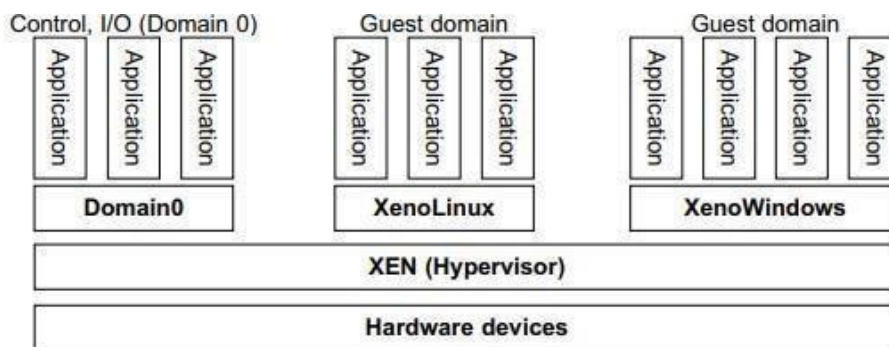 Control, I/O (Domain 0)
Guest domain
Guest domain
Application
Application
Application
Application
Application
Application
Application
Application
Application
Application
Domain0
XenoLinux
XenoWindows
XEN (Hypervisor)
Hardware devices